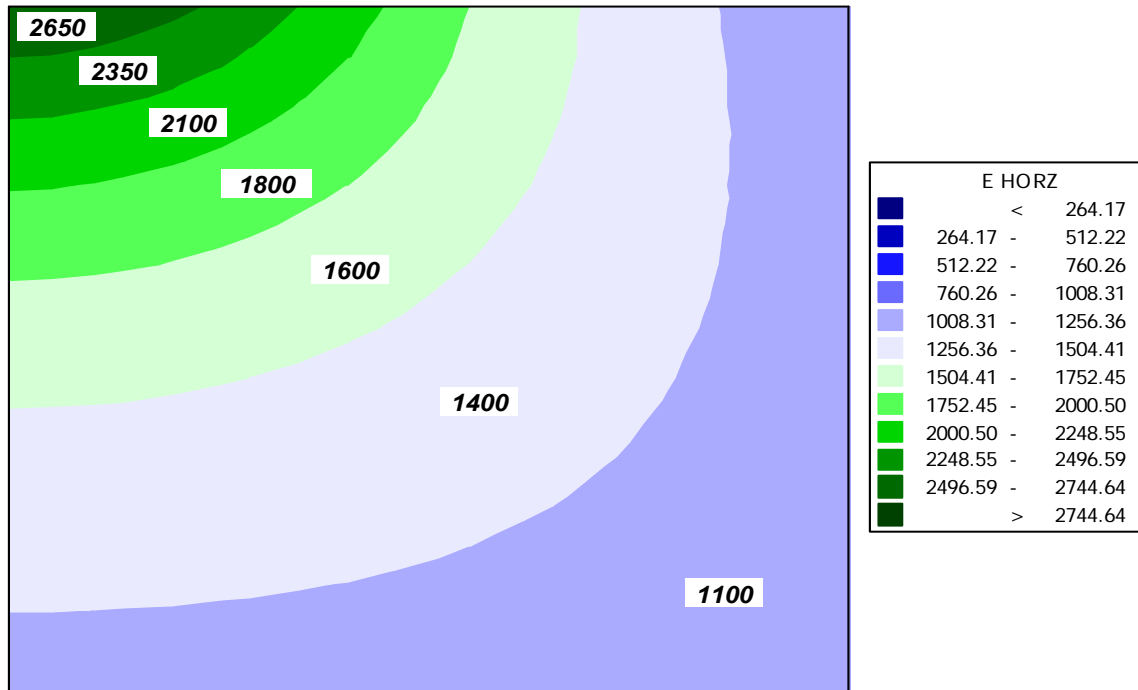 2650
2350
2100
1800
1600
1400
1100
E HORZ
< 264.17
264.17 - 512.22
512.22 - 760.26
760.26 - 1008.31
1008.31 - 1256.36
1256.36 - 1504.41
1504.41 - 1752.45
1752.45 - 2000.50
2000.50 - 2248.55
2248.55 - 2496.59
2496.59 - 2744.64
> 2744.64